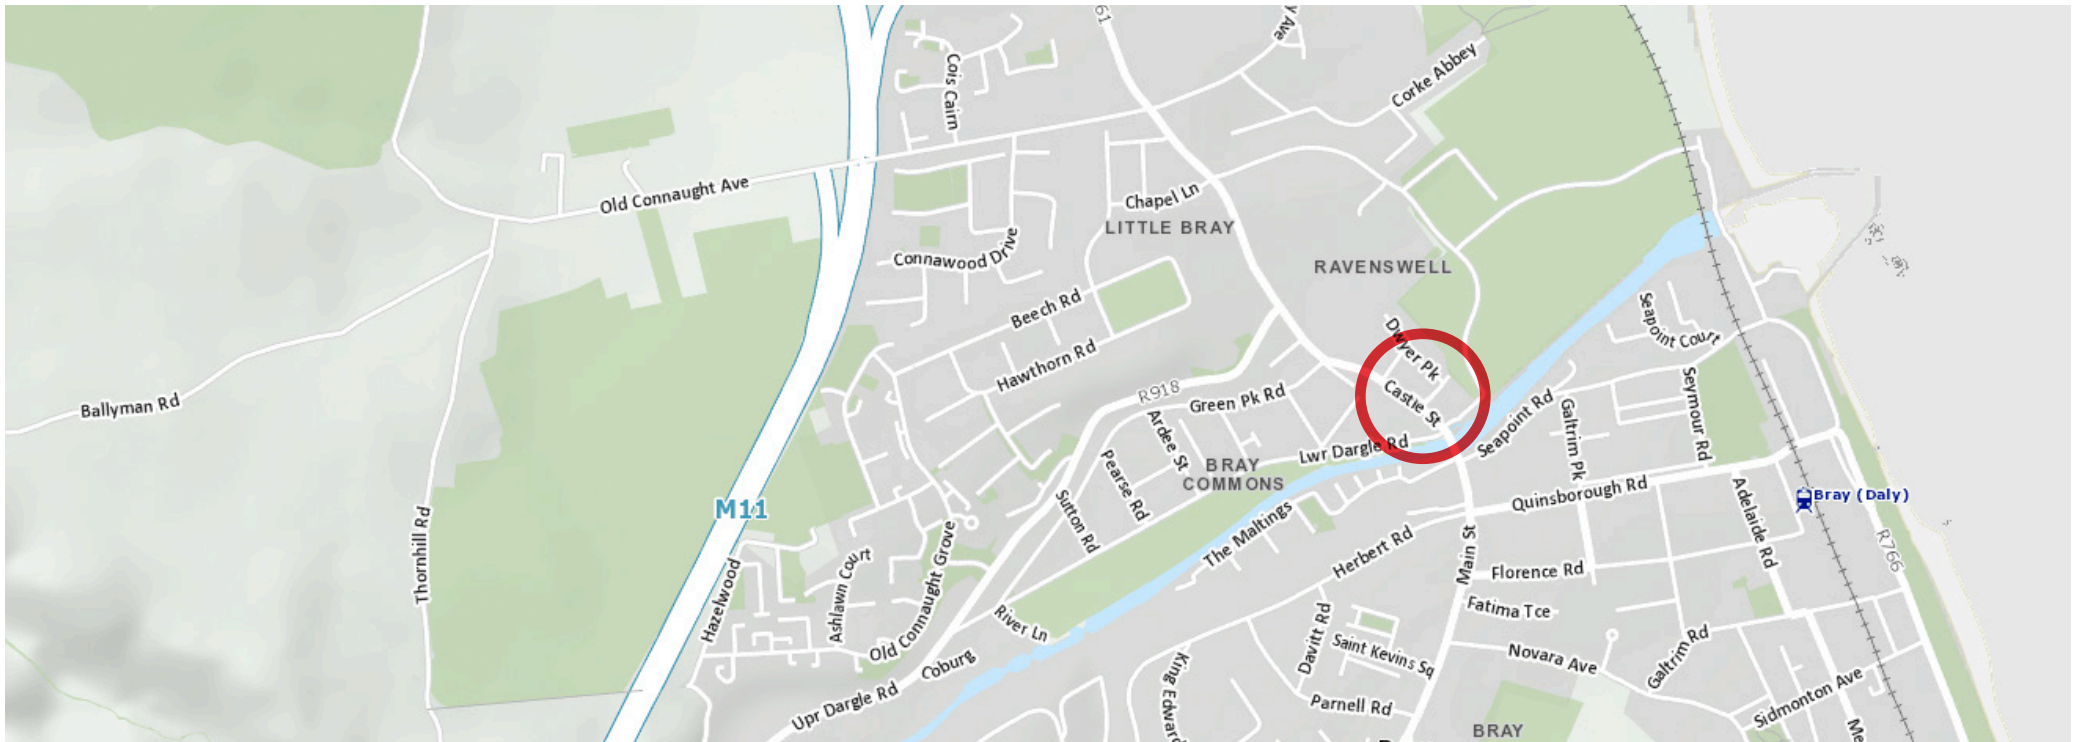 61
y Ave
Cois Cairn
Corke Abbey
Old Connaught Ave
Chapel Ln
LITTLE BRAY
Connawood Drive
RAVENSWELL
Beech Rd
Seapoint Court
Dwyer Pk
Hawthorn Rd
R918
Green Pk Rd
Castle St
Ballyman Rd
Ardee St
Seapoint Rd
Galtrim Pk
Seymour Rd
Lwr Dargle Rd
BRAY
COMMONS
Pearse Rd
Sutton Rd
M11
Quinsborough Rd
Adelaide Rd
Bray (Daly)
The Maltings
Herbert Rd
Main St
R766
Thornhill Rd
Hazelwood
Ashlawn Court
Old Connaught Grove
Florence Rd
Fatima Tce
River Ln
Davitt Rd
Saint Kevins Sq
Novara Ave
Galtrim Rd
Coburg
Upr Dargle Rd
King Edward
Parnell Rd
Sidmonton Ave
BRAY
Me